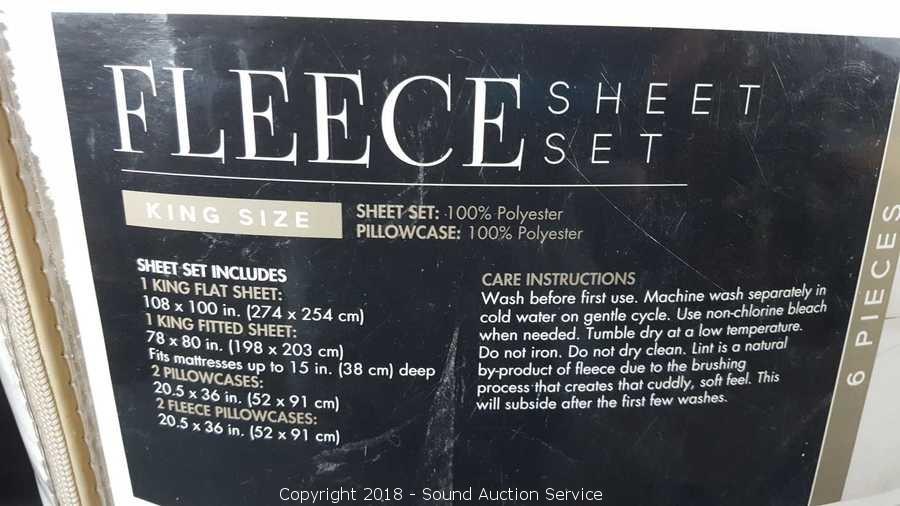 FLEECE SHEET SET
KING SIZE
SHEET SET: 100% Polyester
PILLOWCASE: 100% Polyester
SHEET SET INCLUDES
1 KING FLAT SHEET:
108 x 100 in. (274 x 254 cm)
1 KING FITTED SHEET:
78 x 80 in. (198 x 203 cm)
Fits mattresses up to 15 in. (38 cm) deep
2 PILLOWCASES:
20.5 x 36 in. (52 x 91 cm)
2 FLEECE PILLOWCASES:
20.5 x 36 in. (52 x 91 cm)
CARE INSTRUCTIONS
Wash before first use. Machine wash separately in
cold water on gentle cycle. Use non-chlorine bleach
when needed. Tumble dry at a low temperature.
Do not iron. Do not dry clean. Lint is a natural
by-product of fleece due to the brushing
process that creates that cuddly, soft feel. This
will subside after the first few washes.
6 PIECES
Copyright 2018 - Sound Auction Service